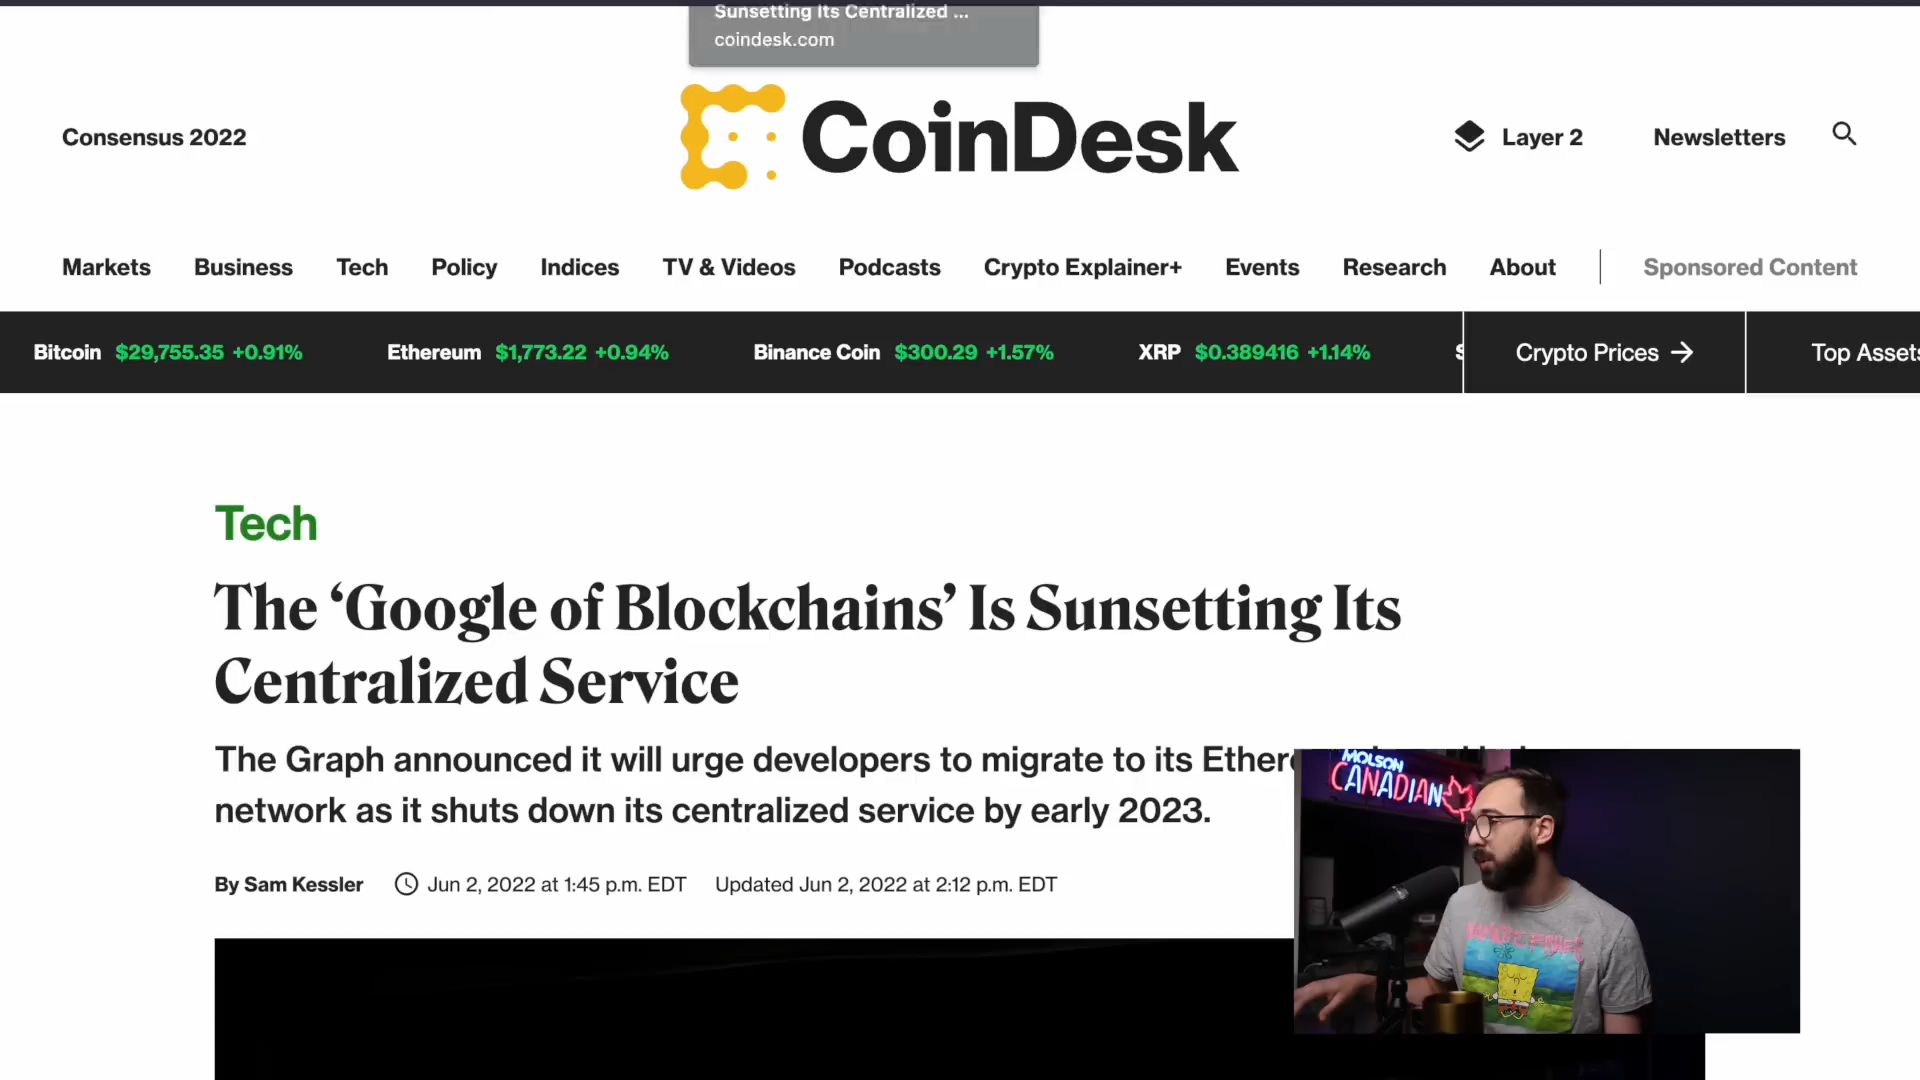 Sunsetting Its Centralized ...
coindesk.com
Consensus 2022
CoinDesk
Layer 2
Newsletters
Markets Business Tech Policy Indices TV & Videos Podcasts Crypto Explainer+ Events Research About Sponsored Content
Bitcoin $29,755.35 +0.91% Ethereum $1,773.22 +0.94% Binance Coin $300.29 +1.57% XRP $0.389416 +1.14% Crypto Prices → Top Assets
Tech
The ‘Google of Blockchains’ Is Sunsetting Its
Centralized Service
The Graph announced it will urge developers to migrate to its
network as it shuts down its centralized service by early 2023.
By Sam Kessler Jun 2, 2022 at 1:45 p.m. EDT Updated Jun 2, 2022 at 2:12 p.m. EDT
MOLSON
CANADIAN